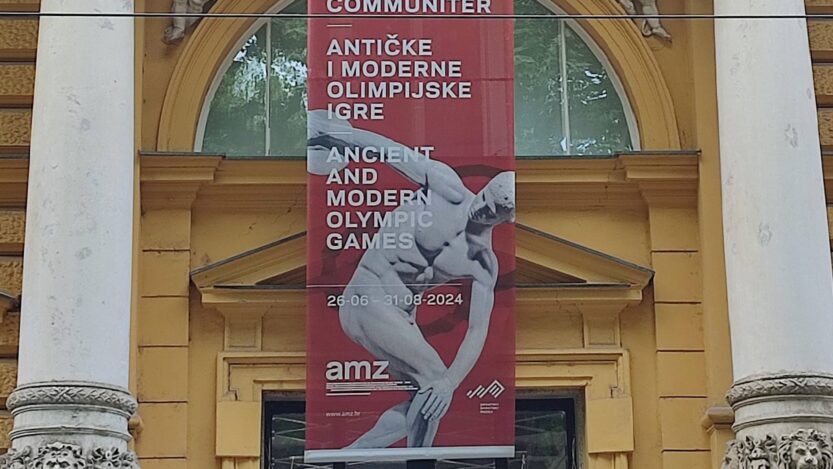 COMMUNITER
ANTIČKE
I MODERNE
OLIMPIJSKE
IGRE
ANCIENT
AND
MODERN
OLYMPIC
GAMES
26-06 – 31-08-2024
amz
www.amz.hr